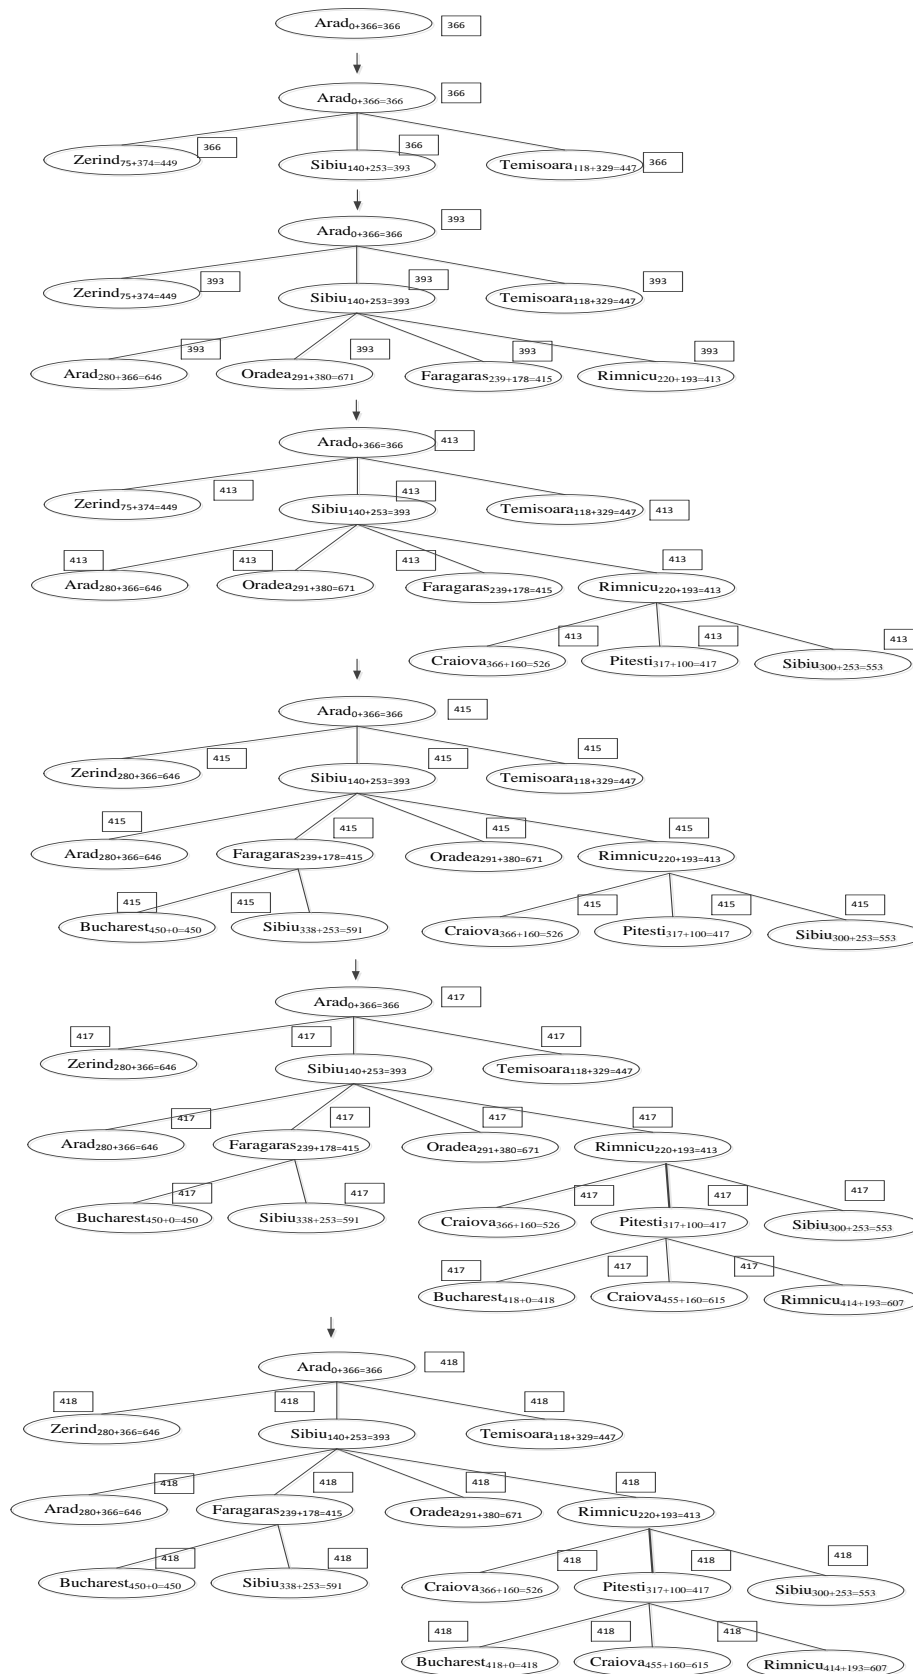 Arad0+366=366 366
Arad0+366=366 366
366 366
Zerind75+374=449 Sibiu140+253=393 Temisoara118+329=447 366
Arad0+366=366 393
393 393 393
Zerind75+374=449 Sibiu140+253=393 Temisoara118+329=447
393 393 393 393
Arad280+366=646 Oradea291+380=671 Faragaras239+178=415 Rimnicu220+193=413
Arad0+366=366 413
413 413
Zerind75+374=449 Sibiu140+253=393 Temisoara118+329=447 413
413 413 413 413
Arad280+366=646 Oradea291+380=671 Faragaras239+178=415 Rimnicu220+193=413
413 413 413
Craiova366+160=526 Pitesti317+100=417 Sibiu300+253=553
Arad0+366=366 415
415 415 415
Zerind280+366=646 Sibiu140+253=393 Temisoara118+329=447
415 415 415 415
Arad280+366=646 Faragaras239+178=415 Oradea291+380=671 Rimnicu220+193=413
415 415 415 415 415
Bucharest450+0=450 Sibiu338+253=591 Craiova366+160=526 Pitesti317+100=417 Sibiu300+253=553
Arad0+366=366 417
417 417 417
Zerind280+366=646 Sibiu140+253=393 Temisoara118+329=447
417 417 417 417
Arad280+366=646 Faragaras239+178=415 Oradea291+380=671 Rimnicu220+193=413
417 417 417 417 417
Bucharest450+0=450 Sibiu338+253=591 Craiova366+160=526 Pitesti317+100=417 Sibiu300+253=553
417 417 417
Bucharest418+0=418 Craiova455+160=615 Rimnicu414+193=607
Arad0+366=366 418
418 418 418
Zerind280+366=646 Sibiu140+253=393 Temisoara118+329=447
418 418 418 418
Arad280+366=646 Faragaras239+178=415 Oradea291+380=671 Rimnicu220+193=413
418 418 418 418 418
Bucharest450+0=450 Sibiu338+253=591 Craiova366+160=526 Pitesti317+100=417 Sibiu300+253=553
418 418 418
Bucharest418+0=418 Craiova455+160=615 Rimnicu414+193=607